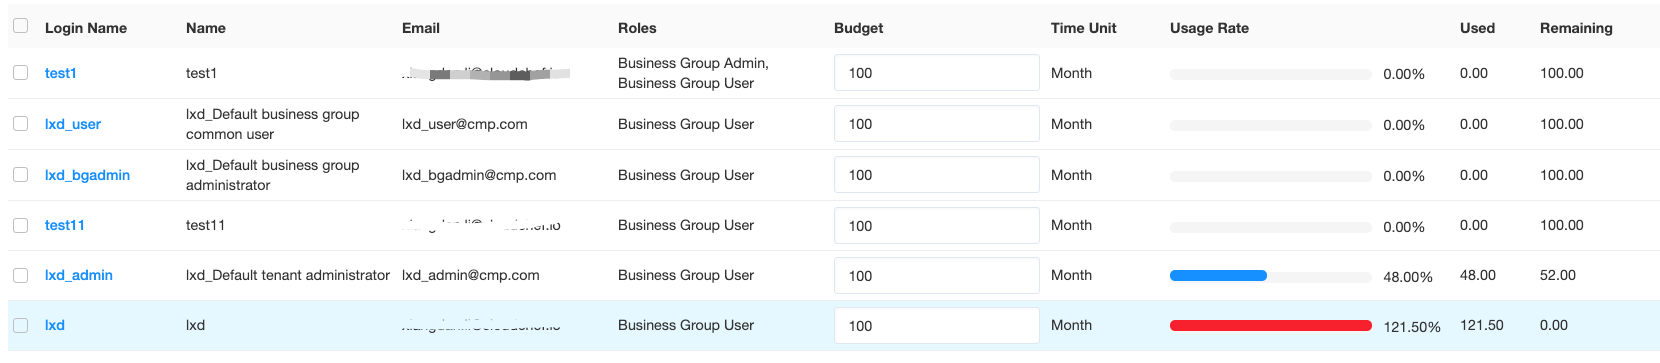 Login Name Name Email Roles Budget Time Unit Usage Rate Used Remaining
test1 test1 Business Group Admin, Business Group User 100 Month 0.00% 0.00 100.00
lxd_user lxd_Default business group common user lxd_user@cmp.com Business Group User 100 Month 0.00% 0.00 100.00
lxd_bgadmin lxd_Default business group administrator lxd_bgadmin@cmp.com Business Group User 100 Month 0.00% 0.00 100.00
test11 test11 Business Group User 100 Month 0.00% 0.00 100.00
lxd_admin lxd_Default tenant administrator lxd_admin@cmp.com Business Group User 100 Month 48.00% 48.00 52.00
lxd lxd Business Group User 100 Month 121.50% 121.50 0.00